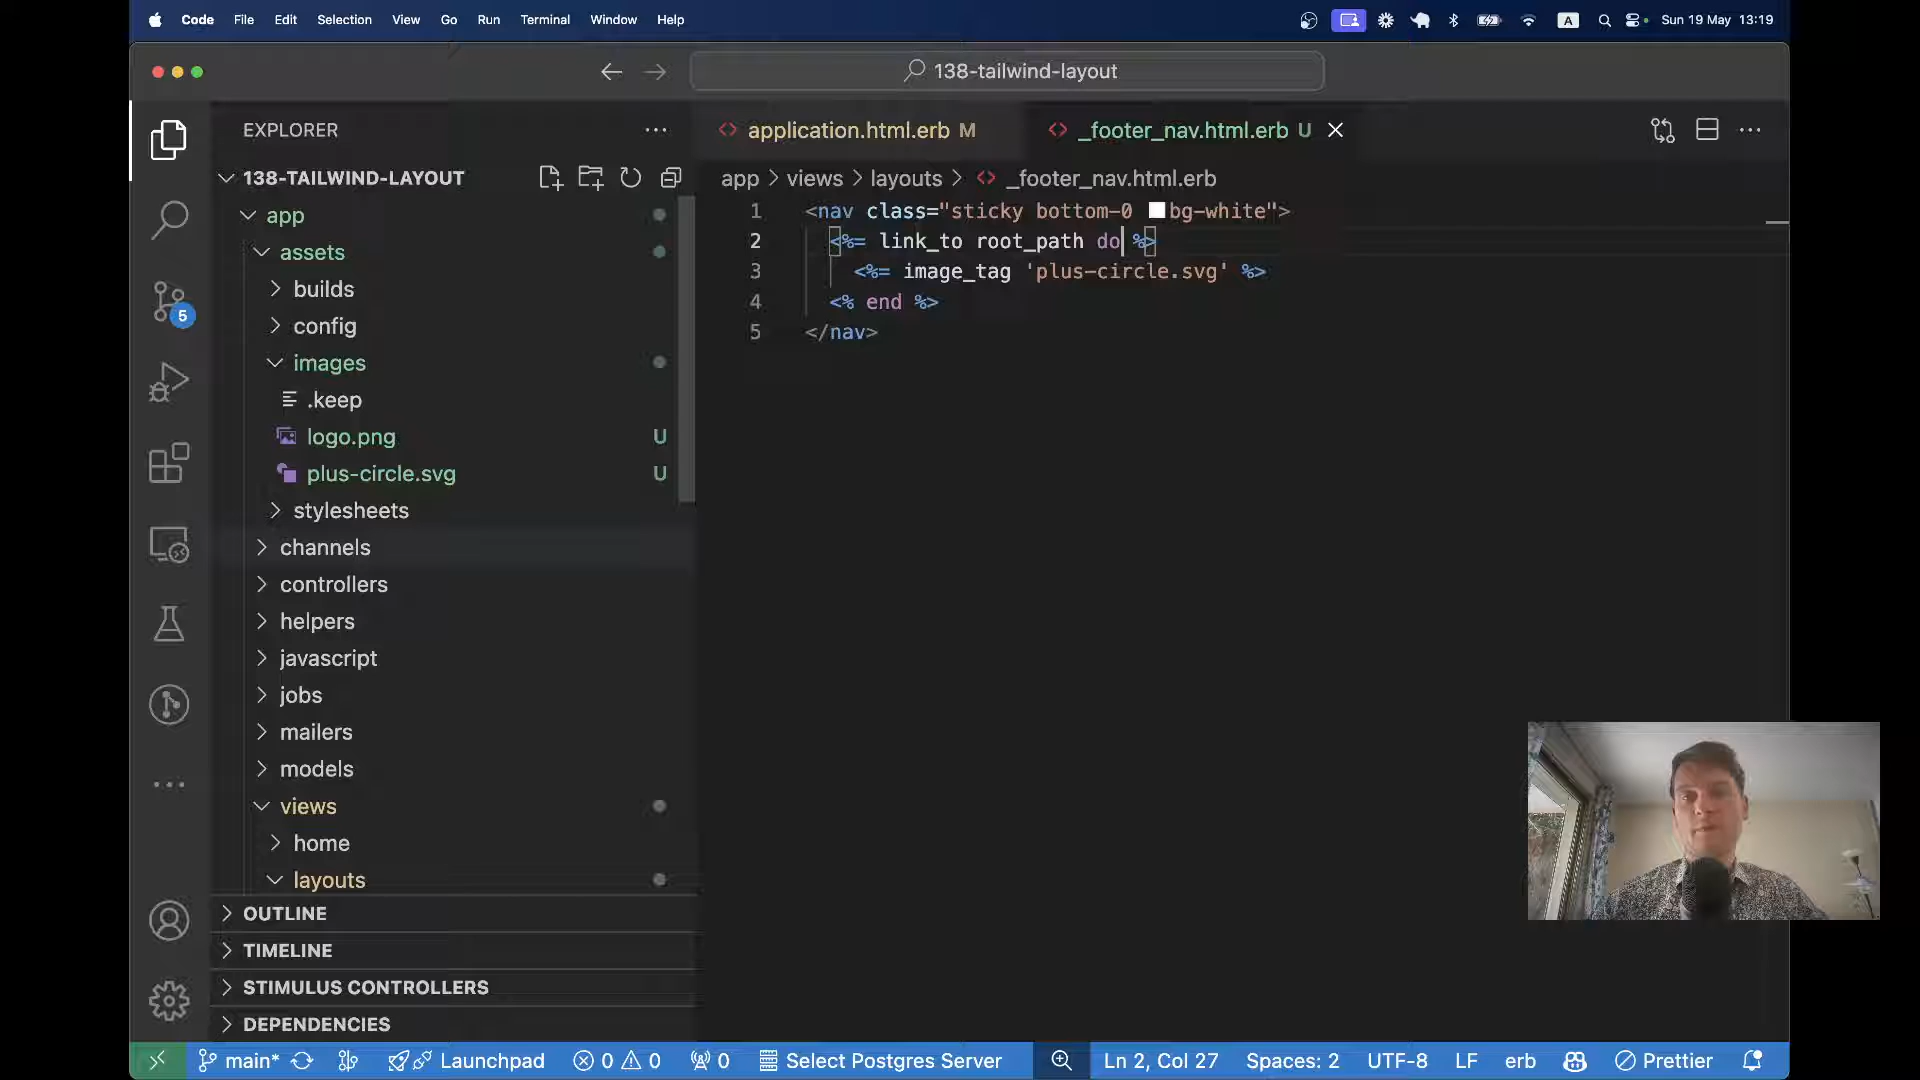 Code File Edit Selection View Go Run Terminal Window Help A Sun 19 May 13:19
138-tailwind-layout
EXPLORER
application.html.erb M
_footer_nav.html.erb U
138-TAILWIND-LAYOUT
app > views > layouts > _footer_nav.html.erb
app
assets
builds
config
images
.keep
logo.png U
plus-circle.svg U
stylesheets
channels
controllers
helpers
javascript
jobs
mailers
models
views
home
layouts
OUTLINE
TIMELINE
STIMULUS CONTROLLERS
DEPENDENCIES
5
1 <nav class="sticky bottom-0 bg-white">
2 <%= link_to root_path do %>
3 <%= image_tag 'plus-circle.svg' %>
4 <% end %>
5 </nav>
main* Launchpad 0 0 0 Select Postgres Server Ln 2, Col 27 Spaces: 2 UTF-8 LF erb Prettier